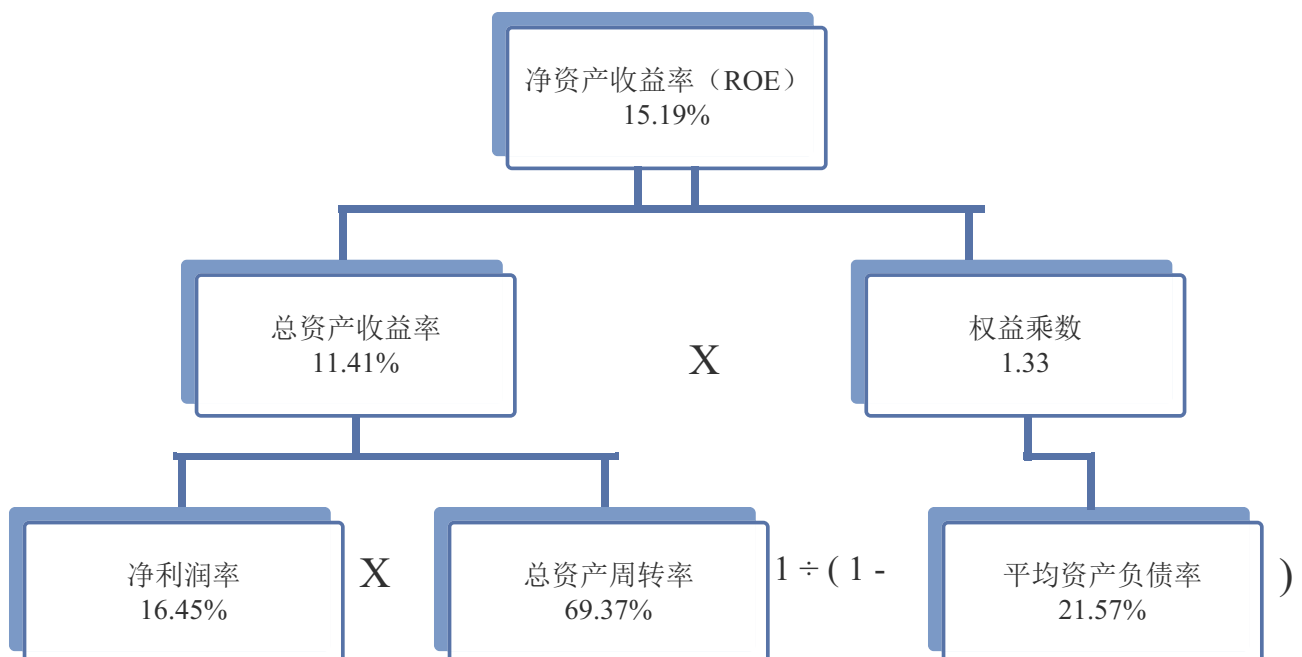 净资产收益率（ROE）
15.19%
总资产收益率
11.41%
X
权益乘数
1.33
净利润率
16.45%
X
总资产周转率
69.37%
1 ÷ ( 1 -
平均资产负债率
21.57%
)